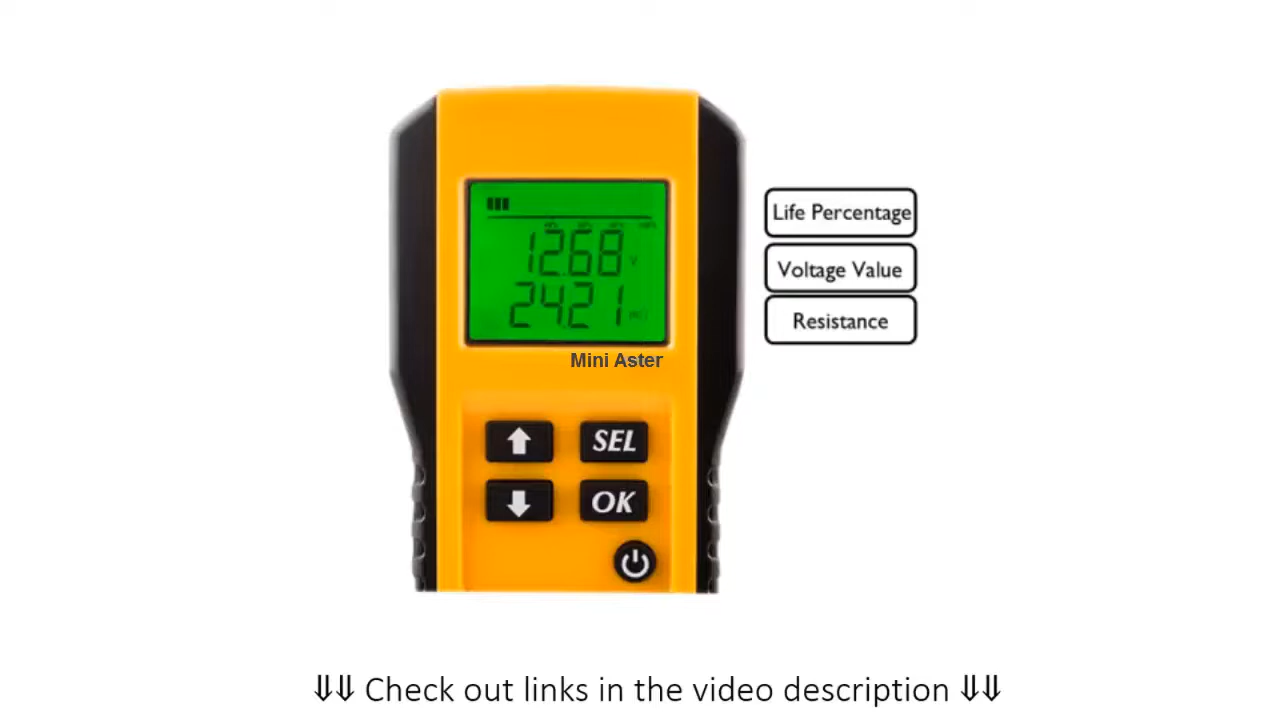 Life Percentage
12.68 V
Voltage Value
24.21
Resistance
Mini Aster
SEL
OK
⇓⇓ Check out links in the video description ⇓⇓